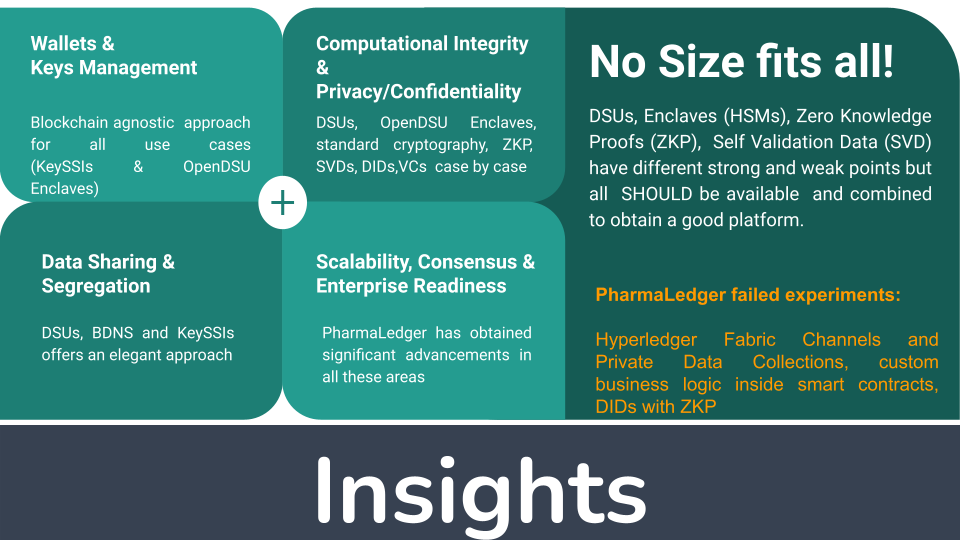 Wallets &
Keys Management
Blockchain agnostic approach
for all use cases
(KeySSIs & OpenDSU
Enclaves)
Computational Integrity
&
Privacy/Confidentiality
DSUs, OpenDSU Enclaves,
standard cryptography, ZKP,
SVDs, DIDs,VCs case by case
+
Data Sharing &
Segregation
DSUs, BDNS and KeySSIs
offers an elegant approach
Scalability, Consensus &
Enterprise Readiness
PharmaLedger has obtained
significant advancements in
all these areas
No Size fits all!
DSUs, Enclaves (HSMs), Zero Knowledge
Proofs (ZKP), Self Validation Data (SVD)
have different strong and weak points but
all SHOULD be available and combined
to obtain a good platform.
PharmaLedger failed experiments:
Hyperledger Fabric Channels and
Private Data Collections, custom
business logic inside smart contracts,
DIDs with ZKP
Insights